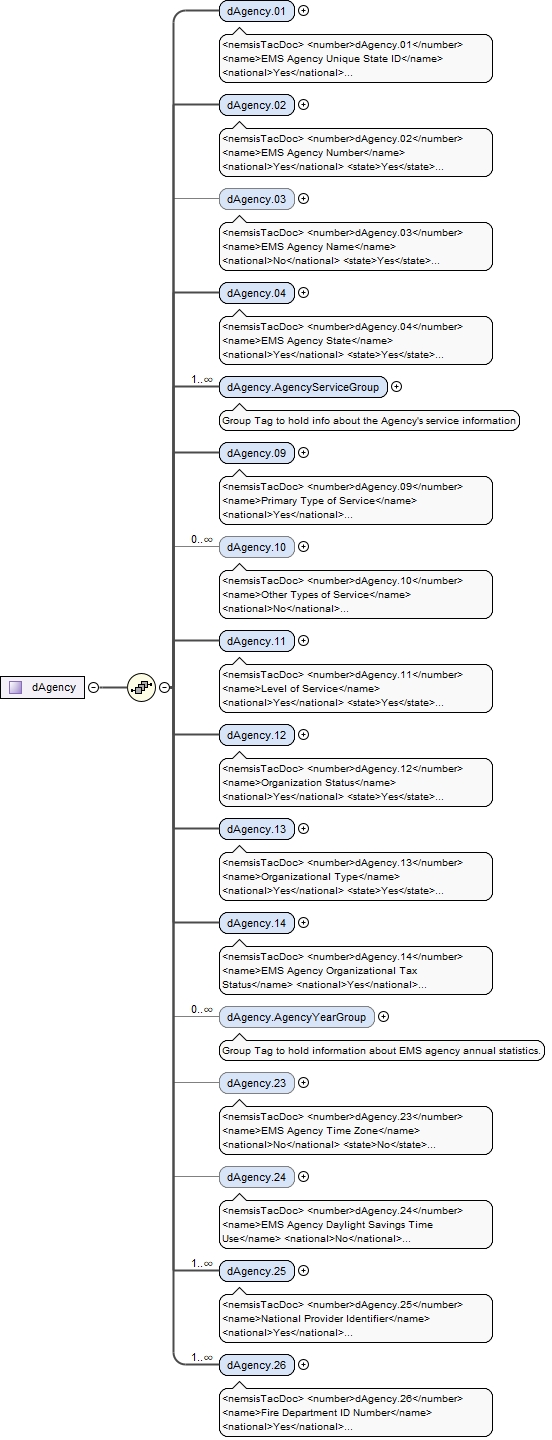 dAgency.01
<nemsisTacDoc> <number>dAgency.01</number>
<name>EMS Agency Unique State ID</name>
<national>Yes</national>...
dAgency.02
<nemsisTacDoc> <number>dAgency.02</number>
<name>EMS Agency Number</name>
<national>Yes</national> <state>Yes</state>...
dAgency.03
<nemsisTacDoc> <number>dAgency.03</number>
<name>EMS Agency Name</name>
<national>No</national> <state>Yes</state>...
dAgency.04
<nemsisTacDoc> <number>dAgency.04</number>
<name>EMS Agency State</name>
<national>Yes</national> <state>Yes</state>...
1..∞
dAgency.AgencyServiceGroup
Group Tag to hold info about the Agency's service information
dAgency.09
<nemsisTacDoc> <number>dAgency.09</number>
<name>Primary Type of Service</name>
<national>Yes</national>...
0..∞
dAgency.10
<nemsisTacDoc> <number>dAgency.10</number>
<name>Other Types of Service</name>
<national>No</national>...
dAgency.11
<nemsisTacDoc> <number>dAgency.11</number>
<name>Level of Service</name>
<national>Yes</national> <state>Yes</state>...
dAgency
dAgency.12
<nemsisTacDoc> <number>dAgency.12</number>
<name>Organization Status</name>
<national>Yes</national> <state>Yes</state>...
dAgency.13
<nemsisTacDoc> <number>dAgency.13</number>
<name>Organizational Type</name>
<national>Yes</national> <state>Yes</state>...
dAgency.14
<nemsisTacDoc> <number>dAgency.14</number>
<name>EMS Agency Organizational Tax
Status</name> <national>Yes</national>...
0..∞
dAgency.AgencyYearGroup
Group Tag to hold information about EMS agency annual statistics.
dAgency.23
<nemsisTacDoc> <number>dAgency.23</number>
<name>EMS Agency Time Zone</name>
<national>No</national> <state>No</state>...
dAgency.24
<nemsisTacDoc> <number>dAgency.24</number>
<name>EMS Agency Daylight Savings Time
Use</name> <national>No</national>...
1..∞
dAgency.25
<nemsisTacDoc> <number>dAgency.25</number>
<name>National Provider Identifier</name>
<national>Yes</national>...
1..∞
dAgency.26
<nemsisTacDoc> <number>dAgency.26</number>
<name>Fire Department ID Number</name>
<national>Yes</national>...